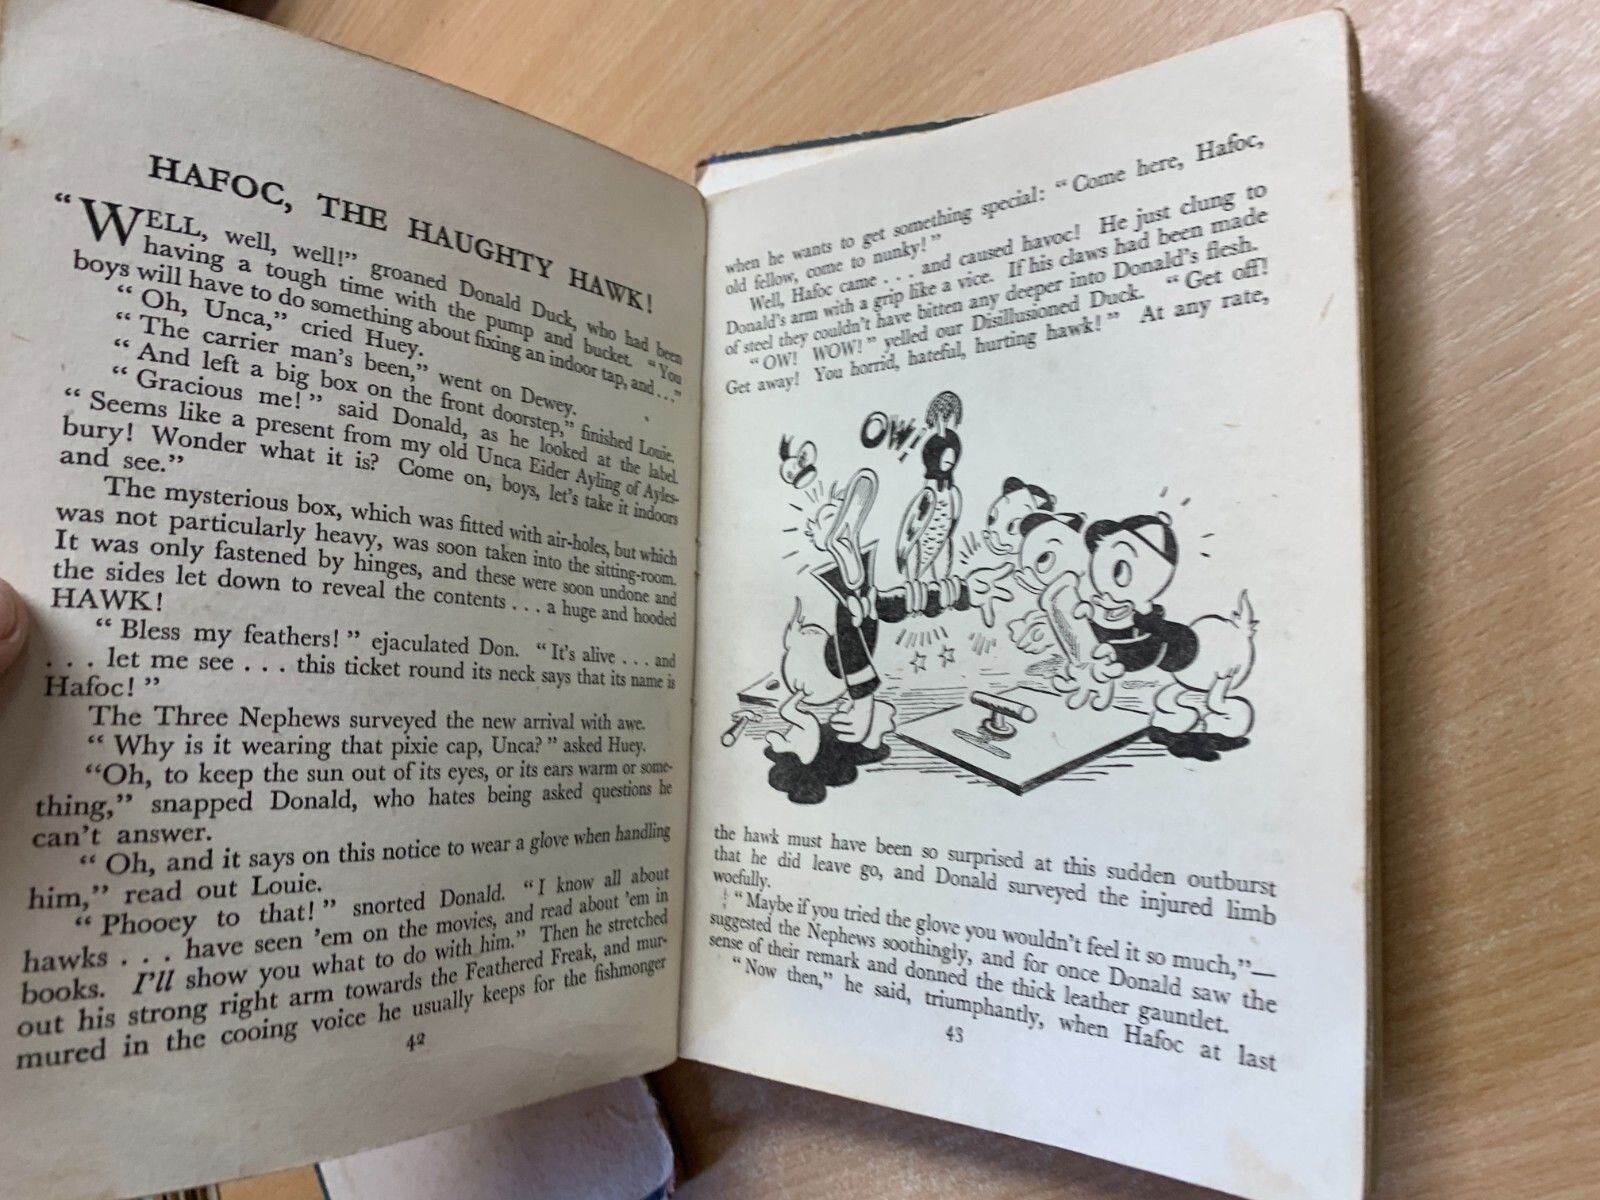 HAFOC, THE HAUGHTY HAWK!
“WELL, well, well!” groaned Donald Duck, who had been
having a tough time with the pump and bucket. “You
boys will have to do something about fixing an indoor tap, and . . .”
“Oh, Unca,” cried Huey.
“The carrier man’s been,” went on Dewey.
“And left a big box on the front doorstep,” finished Louie.
“Gracious me!” said Donald, as he looked at the label.
“Seems like a present from my old Unca Eider Ayling of Ayles-
bury! Wonder what it is? Come on, boys, let’s take it indoors
and see.”
The mysterious box, which was fitted with air-holes, but which
was not particularly heavy, was soon taken into the sitting-room.
It was only fastened by hinges, and these were soon undone and
the sides let down to reveal the contents . . . a huge and hooded
HAWK!
“Bless my feathers!” ejaculated Don. “It’s alive . . . and
. . . let me see . . . this ticket round its neck says that its name is
Hafoc!”
The Three Nephews surveyed the new arrival with awe.
“Why is it wearing that pixie cap, Unca?” asked Huey.
“Oh, to keep the sun out of its eyes, or its ears warm or some-
thing,” snapped Donald, who hates being asked questions he
can’t answer.
“Oh, and it says on this notice to wear a glove when handling
him,” read out Louie.
“Phooey to that!” snorted Donald. “I know all about
hawks . . . have seen ’em on the movies, and read about ’em in
books. I’ll show you what to do with him.” Then he stretched
out his strong right arm towards the Feathered Freak, and mur-
mured in the cooing voice he usually keeps for the fishmonger
42
when he wants to get something special: “Come here, Hafoc,
old fellow, come to nunky!”
Well, Hafoc came . . . and caused havoc! He just clung to
Donald’s arm with a grip like a vice. If his claws had been made
of steel they couldn’t have bitten any deeper into Donald’s flesh.
“OW! WOW!” yelled our Disillusioned Duck. “Get off!
Get away! You horrid, hateful, hurting hawk!” At any rate,
OW!
the hawk must have been so surprised at this sudden outburst
that he did leave go, and Donald surveyed the injured limb
woefully.
“Maybe if you tried the glove you wouldn’t feel it so much,”—
suggested the Nephews soothingly, and for once Donald saw the
sense of their remark and donned the thick leather gauntlet.
“Now then,” he said, triumphantly, when Hafoc at last
43